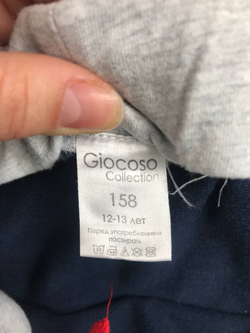 Giocoso
Collection
158
12-13 лет
Перед употреблением
постирать